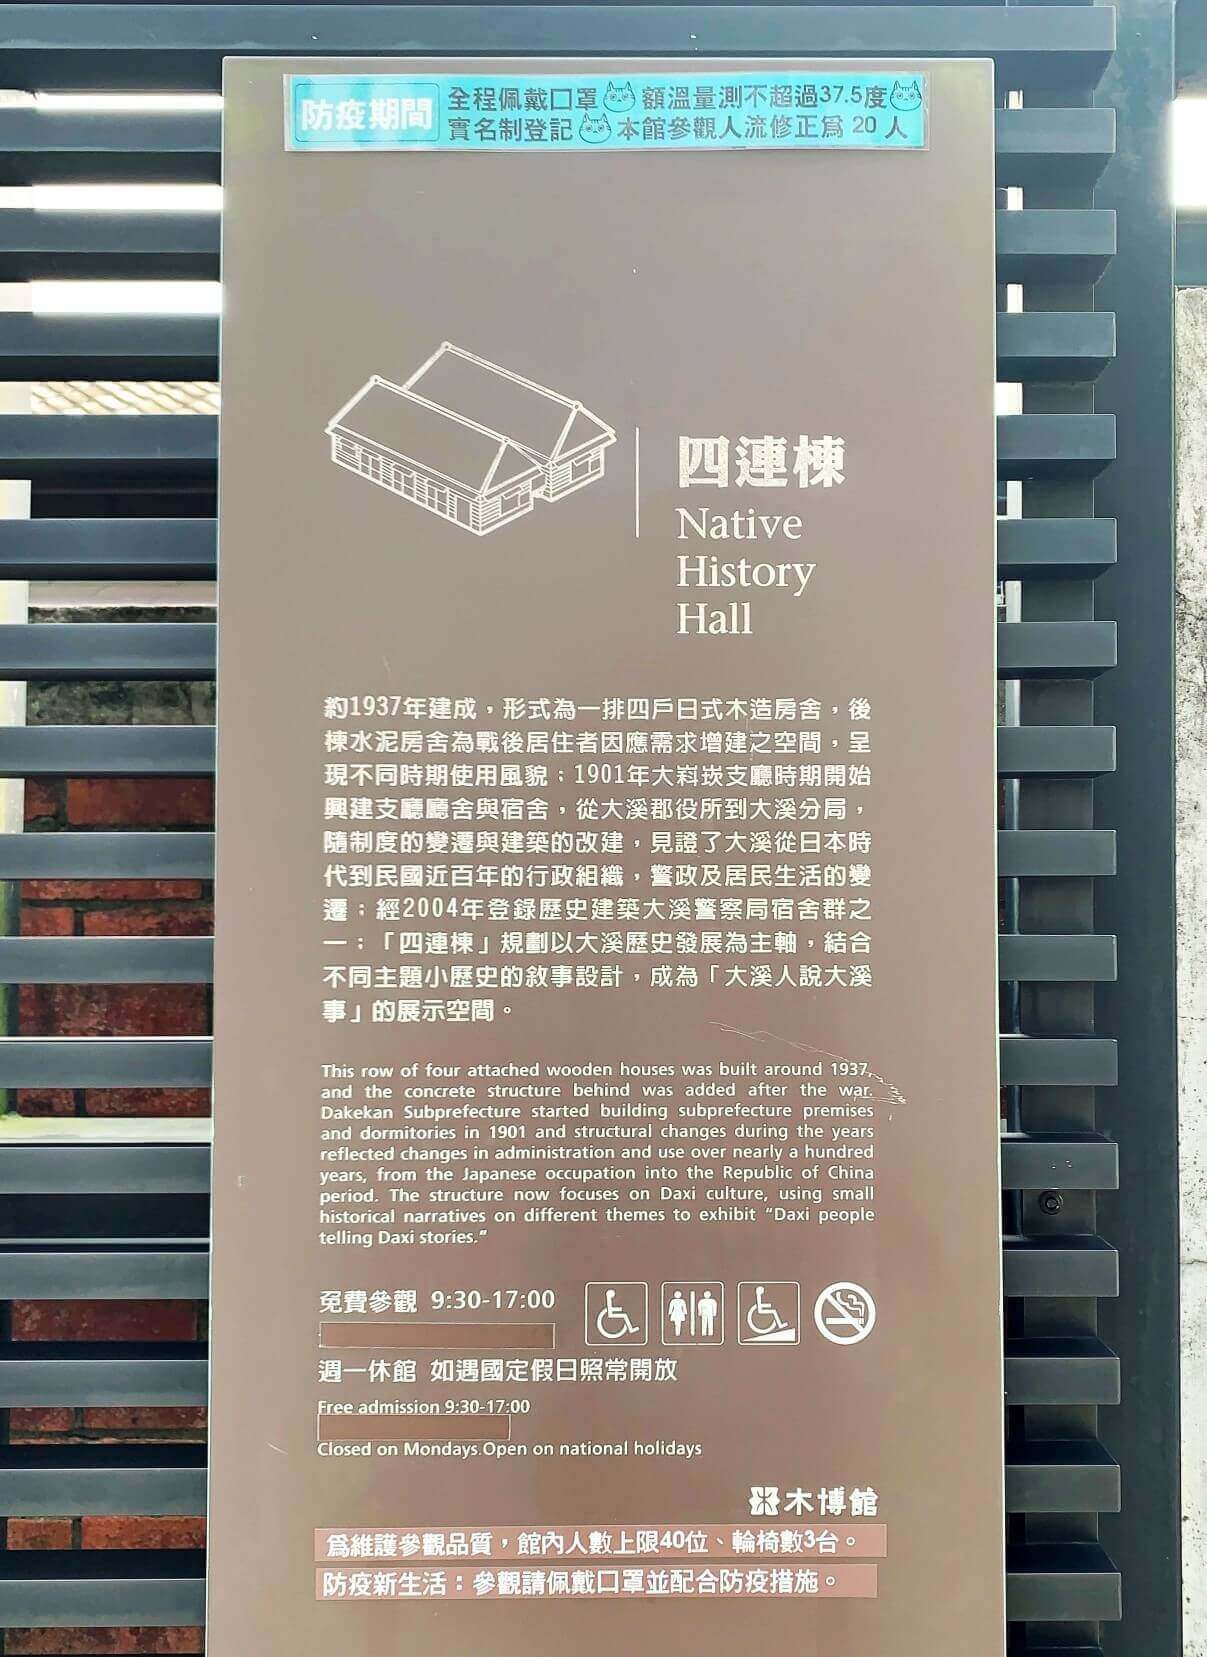 防疫期間
全程佩戴口罩 額溫量測不超過37.5度
實名制登記 本館參觀人流修正為 20 人
四連棟
Native
History
Hall
約1937年建成，形式為一排四戶日式木造房舍，後
棟水泥房舍為戰後居住者因應需求增建之空間，呈
現不同時期使用風貌；1901年大嵙崁支廳時期開始
興建支廳廳舍與宿舍，從大溪郡役所到大溪分局，
隨制度的變遷與建築的改建，見證了大溪從日本時
代到民國近百年的行政組織，警政及居民生活的變
遷；經2004年登錄歷史建築大溪警察局宿舍群之
一；「四連棟」規劃以大溪歷史發展為主軸，結合
不同主題小歷史的敘事設計，成為「大溪人說大溪
事」的展示空間。
This row of four attached wooden houses was built around 1937,
and the concrete structure behind was added after the war.
Dakekan Subprefecture started building subprefecture premises
and dormitories in 1901 and structural changes during the years
reflected changes in administration and use over nearly a hundred
years, from the Japanese occupation into the Republic of China
period. The structure now focuses on Daxi culture, using small
historical narratives on different themes to exhibit “Daxi people
telling Daxi stories.”
免費參觀 9:30-17:00
週一休館 如遇國定假日照常開放
Free admission 9:30-17:00
Closed on Mondays.Open on national holidays
木博館
為維護參觀品質，館內人數上限40位、輪椅數3台。
防疫新生活：參觀請佩戴口罩並配合防疫措施。